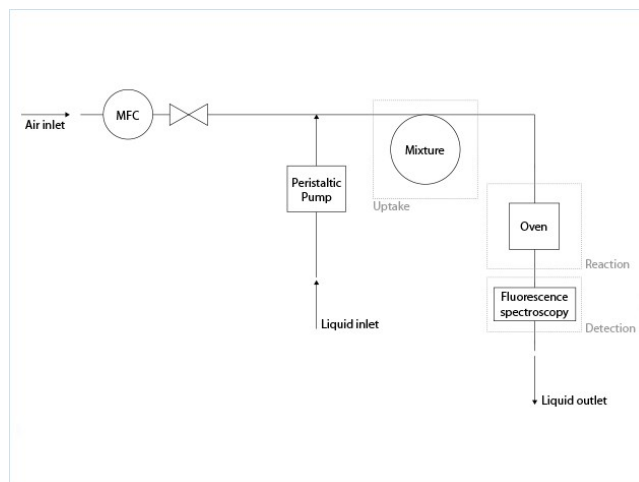 MFC
Air inlet
Mixture
Peristaltic
Pump
Uptake
Oven
Reaction
Fluorescence
spectroscopy
Liquid inlet
Detection
Liquid outlet